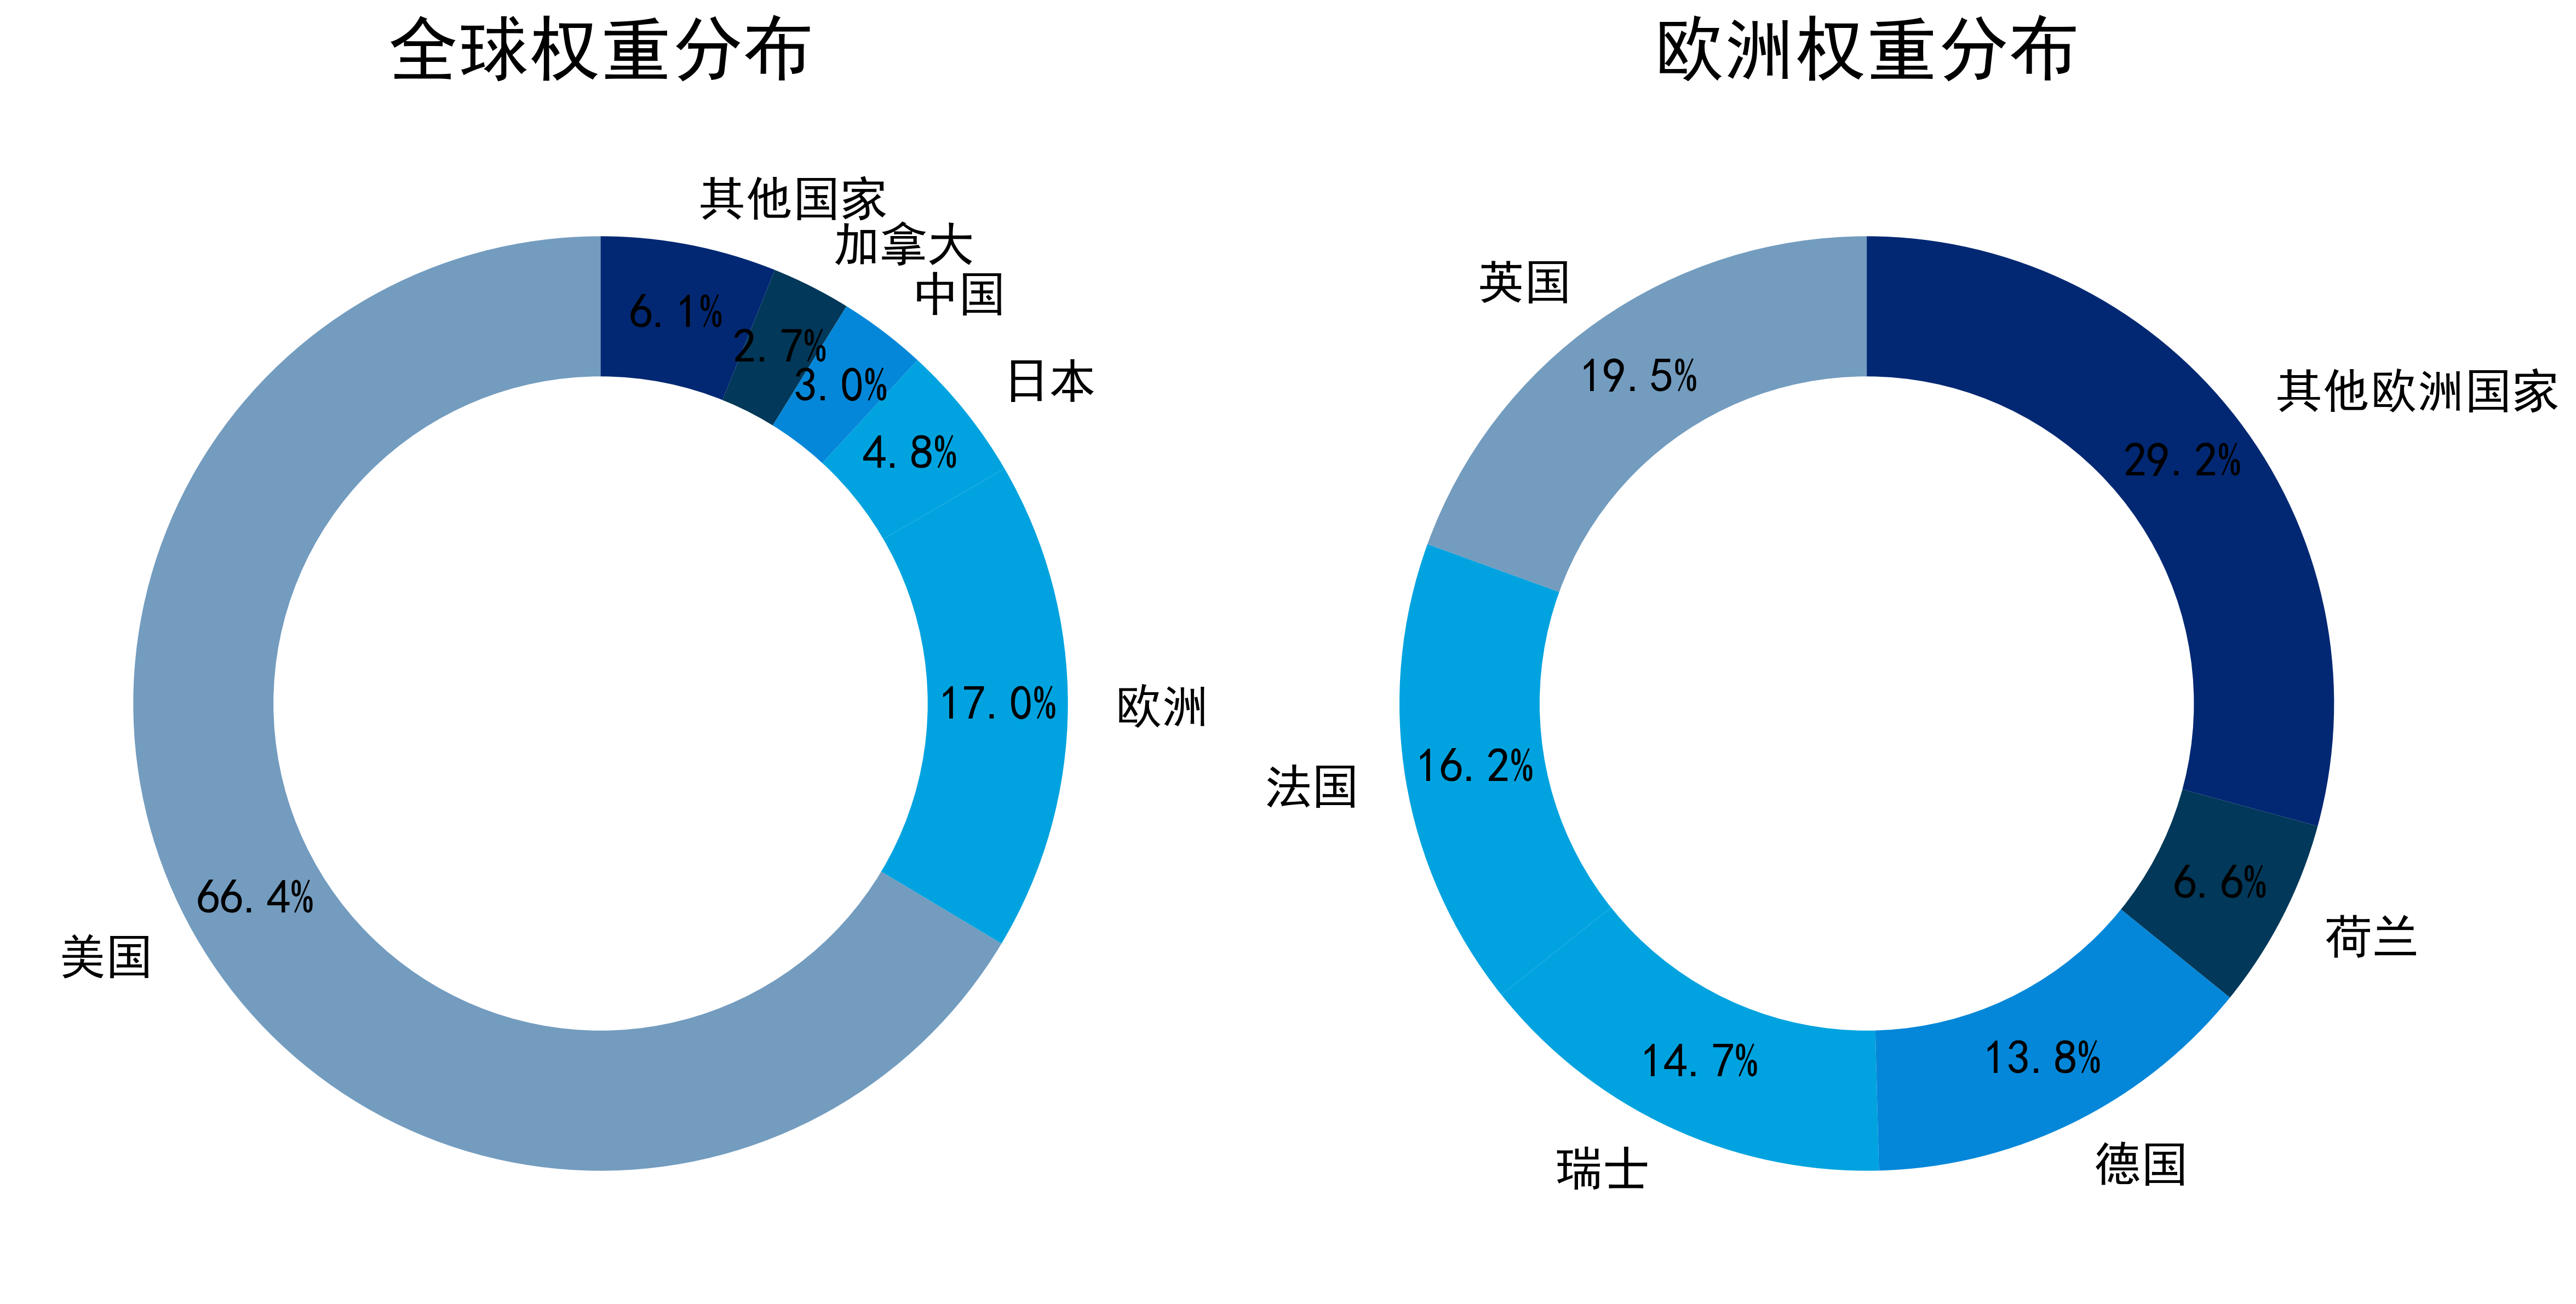 全球权重分布
其他国家
加拿大
中国
日本
欧洲
美国
6.1%
2.7%
3.0%
4.8%
17.0%
66.4%
欧洲权重分布
英国
其他欧洲国家
法国
荷兰
瑞士
德国
19.5%
29.2%
16.2%
6.6%
14.7%
13.8%